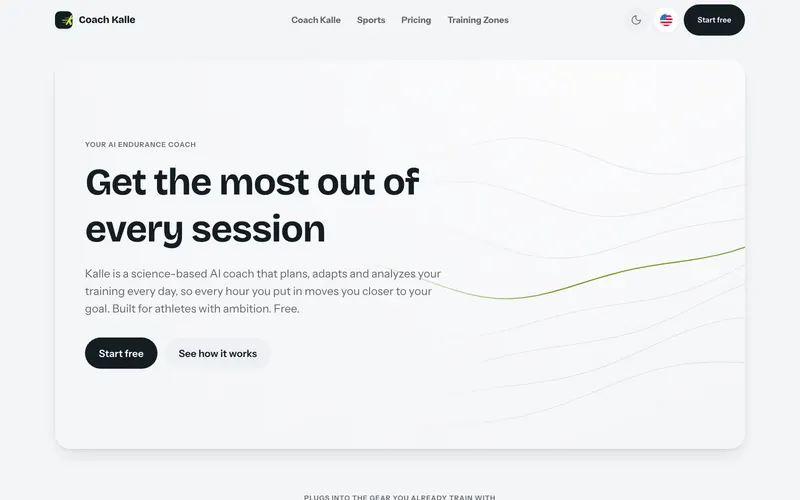 Coach Kalle
Coach Kalle
Sports
Pricing
Training Zones
Start free
YOUR AI ENDURANCE COACH
Get the most out of
every session
Kalle is a science-based AI coach that plans, adapts and analyzes your
training every day, so every hour you put in moves you closer to your
goal. Built for athletes with ambition. Free.
Start free
See how it works
PLUGS INTO THE GEAR YOU ALREADY TRAIN WITH